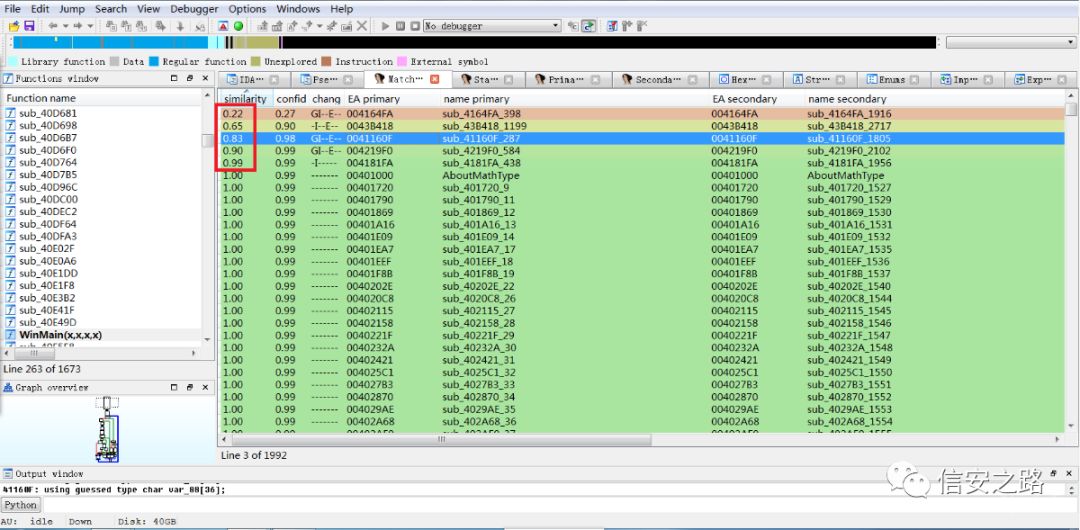 File Edit Jump Search View Debugger Options Windows Help
No debugger
Library function Data Regular function Unexplored Instruction External symbol
Functions window
IDA··· Pse··· Match··· Sta··· Prima··· Seconda··· Hex··· Str··· Enums Imp··· Exp···
Function name
sub_40D681
sub_40D698
sub_40D6B7
sub_40D6F0
sub_40D764
sub_40D7B5
sub_40D96C
sub_40DC00
sub_40DEC2
sub_40DF64
sub_40DFA3
sub_40E02F
sub_40E0A6
sub_40E1DD
sub_40E1F8
sub_40E3B2
sub_40E41F
sub_40E49D
WinMain(x,x,x,x)
Line 263 of 1673
Graph overview
similarity confid chang EA primary name primary EA secondary name secondary
0.22 0.27 GI--E-- 004164FA sub_4164FA_398 004164FA sub_4164FA_1916
0.65 0.90 -I--E-- 0043B418 sub_43B418_1199 0043B418 sub_43B418_2717
0.83 0.98 GI--E-- 0041160F sub_41160F_287 0041160F sub_41160F_1805
0.90 0.99 GI--E-- 004219F0 sub_4219F0_584 004219F0 sub_4219F0_2102
0.99 0.99 -I----- 004181FA sub_4181FA_438 004181FA sub_4181FA_1956
1.00 0.99 ------- 00401000 AboutMathType 00401000 AboutMathType
1.00 0.99 ------- 00401720 sub_401720_9 00401720 sub_401720_1527
1.00 0.99 ------- 00401790 sub_401790_11 00401790 sub_401790_1529
1.00 0.99 ------- 00401869 sub_401869_12 00401869 sub_401869_1530
1.00 0.99 ------- 00401A16 sub_401A16_13 00401A16 sub_401A16_1531
1.00 0.99 ------- 00401E09 sub_401E09_14 00401E09 sub_401E09_1532
1.00 0.99 ------- 00401EA7 sub_401EA7_17 00401EA7 sub_401EA7_1535
1.00 0.99 ------- 00401EEF sub_401EEF_18 00401EEF sub_401EEF_1536
1.00 0.99 ------- 00401F8B sub_401F8B_19 00401F8B sub_401F8B_1537
1.00 0.99 ------- 0040202E sub_40202E_22 0040202E sub_40202E_1540
1.00 0.99 ------- 004020C8 sub_4020C8_26 004020C8 sub_4020C8_1544
1.00 0.99 ------- 00402115 sub_402115_27 00402115 sub_402115_1545
1.00 0.99 ------- 00402158 sub_402158_28 00402158 sub_402158_1546
1.00 0.99 ------- 0040221F sub_40221F_29 0040221F sub_40221F_1547
1.00 0.99 ------- 0040232A sub_40232A_30 0040232A sub_40232A_1548
1.00 0.99 ------- 00402421 sub_402421_31 00402421 sub_402421_1549
1.00 0.99 ------- 004025C1 sub_4025C1_32 004025C1 sub_4025C1_1550
1.00 0.99 ------- 004027B3 sub_4027B3_33 004027B3 sub_4027B3_1551
1.00 0.99 ------- 00402870 sub_402870_34 00402870 sub_402870_1552
1.00 0.99 ------- 004029AE sub_4029AE_35 004029AE sub_4029AE_1553
1.00 0.99 ------- 00402A68 sub_402A68_36 00402A68 sub_402A68_1554
Line 3 of 1992
Output window
41160F: using guessed type char var_88[36];
Python
AU: idle Down Disk: 40GB
信安之路